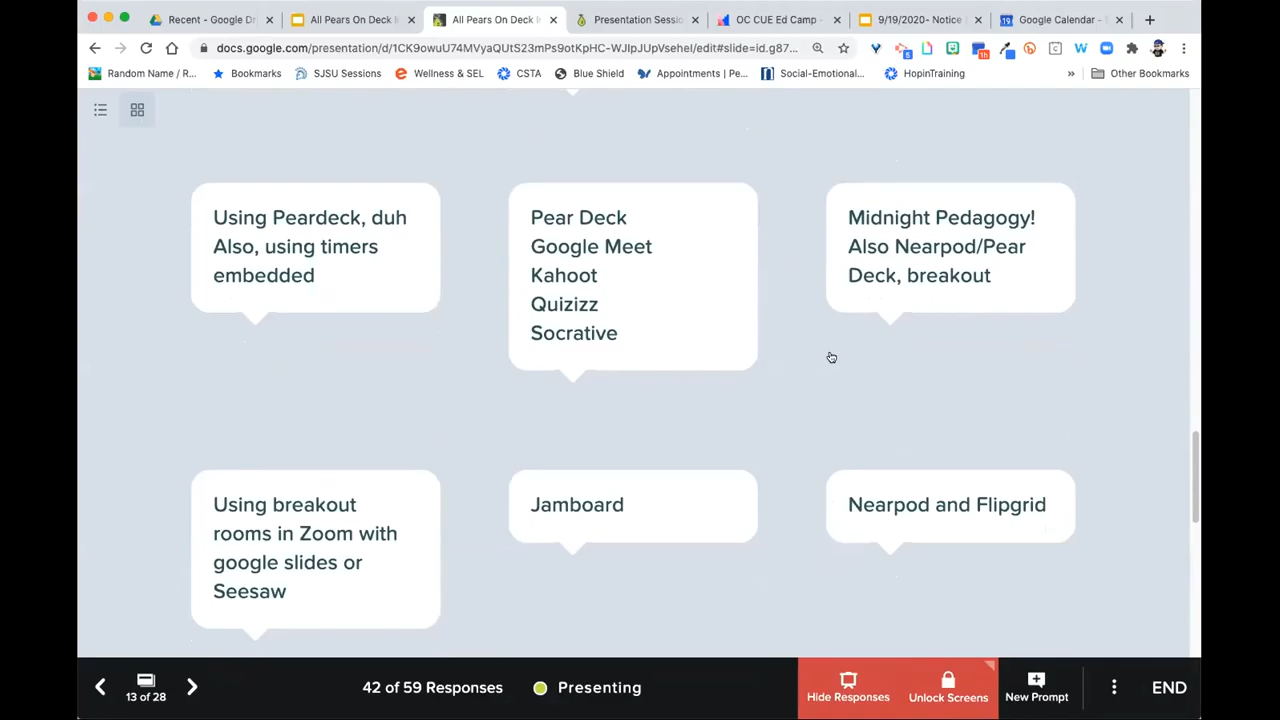 Recent - Google Dr
All Pears On Deck I
All Pears On Deck I
Presentation Sessio
OC CUE Ed Camp -
9/19/2020- Notice
Google Calendar -
docs.google.com/presentation/d/1CK9owuU74MVyaQUtS23mPs9otKpHC-WJIpJUpVsehel/edit#slide=id.g87...
Random Name / R...
Bookmarks
SJSU Sessions
Wellness & SEL
CSTA
Blue Shield
Appointments | Pe...
Social-Emotional...
HopinTraining
»
Other Bookmarks
Using Peardeck, duh
Also, using timers
embedded
Pear Deck
Google Meet
Kahoot
Quizizz
Socrative
Midnight Pedagogy!
Also Nearpod/Pear
Deck, breakout
Using breakout
rooms in Zoom with
google slides or
Seesaw
Jamboard
Nearpod and Flipgrid
13 of 28
42 of 59 Responses
Presenting
Hide Responses
Unlock Screens
New Prompt
END